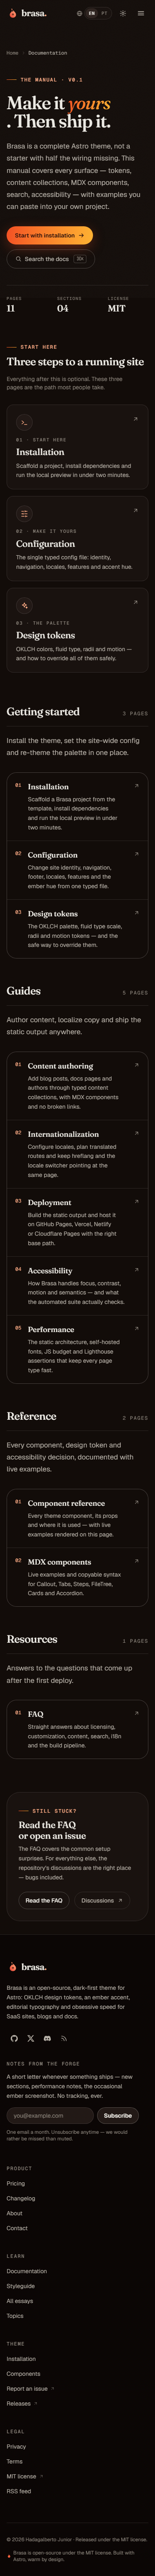 brasa.
EN PT
Home › Documentation
THE MANUAL · V0.1
Make it yours
. Then ship it.
Brasa is a complete Astro theme, not a
starter with half the wiring missing. This
manual covers every surface — tokens,
content collections, MDX components,
search, accessibility — with examples you
can paste into your own project.
Start with installation →
Search the docs
PAGES SECTIONS LICENSE
11 04 MIT
START HERE
Three steps to a running site
Everything after this is optional. These three
pages are the path most people take.
01 · START HERE
Installation
Scaffold a project, install dependencies and
run the local preview in under two minutes.
02 · MAKE IT YOURS
Configuration
The single typed config file: identity,
navigation, locales, features and accent hue.
03 · THE PALETTE
Design tokens
OKLCH colors, fluid type, radii and motion —
and how to override all of them safely.
Getting started 3 PAGES
Install the theme, set the site-wide config
and re-theme the palette in one place.
01 Installation
Scaffold a Brasa project from the
template, install dependencies
and run the local preview in under
two minutes.
02 Configuration
Change site identity, navigation,
footer, locales, features and the
ember hue from one typed file.
03 Design tokens
The OKLCH palette, fluid type scale,
radii and motion tokens — and the
safe way to override them.
Guides 5 PAGES
Author content, localize copy and ship the
static output anywhere.
01 Content authoring
Add blog posts, docs pages and
authors through typed content
collections, with MDX components
and no broken links.
02 Internationalization
Configure locales, plan translated
routes and keep hreflang and the
locale switcher pointing at the
same page.
03 Deployment
Build the static output and host it
on GitHub Pages, Vercel, Netlify
or Cloudflare Pages with the right
base path.
04 Accessibility
How Brasa handles focus, contrast,
motion and semantics — and what
the automated suite actually checks.
05 Performance
The static architecture, self-hosted
fonts, JS budget and Lighthouse
assertions that keep every page
type fast.
Reference 2 PAGES
Every component, design token and
accessibility decision, documented with
live examples.
01 Component reference
Every theme component, its props
and where it is used — with live
examples rendered on this page.
02 MDX components
Live examples and copyable syntax
for Callout, Tabs, Steps, FileTree,
Cards and Accordion.
Resources 1 PAGES
Answers to the questions that come up
after the first deploy.
01 FAQ
Straight answers about licensing,
customization, content, search, i18n
and the build pipeline.
STILL STUCK?
Read the FAQ
or open an issue
The FAQ covers the common setup
surprises. For everything else, the
repository's discussions are the right place
— bugs included.
Read the FAQ Discussions ↗
brasa.
Brasa is an open-source, dark-first theme for
Astro: OKLCH design tokens, an ember accent,
editorial typography and obsessive speed for
SaaS sites, blogs and docs.
NOTES FROM THE FORGE
A short letter whenever something ships — new
sections, performance notes, the occasional
ember screenshot. No tracking, ever.
you@example.com Subscribe
One email a month. Unsubscribe anytime — we would
rather be missed than muted.
PRODUCT
Pricing
Changelog
About
Contact
LEARN
Documentation
Styleguide
All essays
Topics
THEME
Installation
Components
Report an issue ↗
Releases ↗
LEGAL
Privacy
Terms
MIT license ↗
RSS feed
© 2026 Hadagalberto Junior · Released under the MIT license.
Brasa is open-source under the MIT license. Built with
Astro, warm by design.